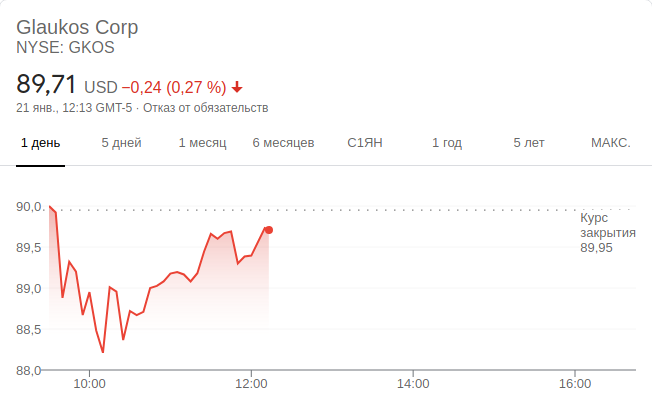 Glaukos Corp
NYSE: GKOS
89,71 USD −0,24 (0,27 %)
21 янв., 12:13 GMT-5 · Отказ от обязательств
1 день 5 дней 1 месяц 6 месяцев С1ЯН 1 год 5 лет МАКС.
90,0
Курс
закрытия
89,95
89,5
89,0
88,5
88,0
10:00 12:00 14:00 16:00